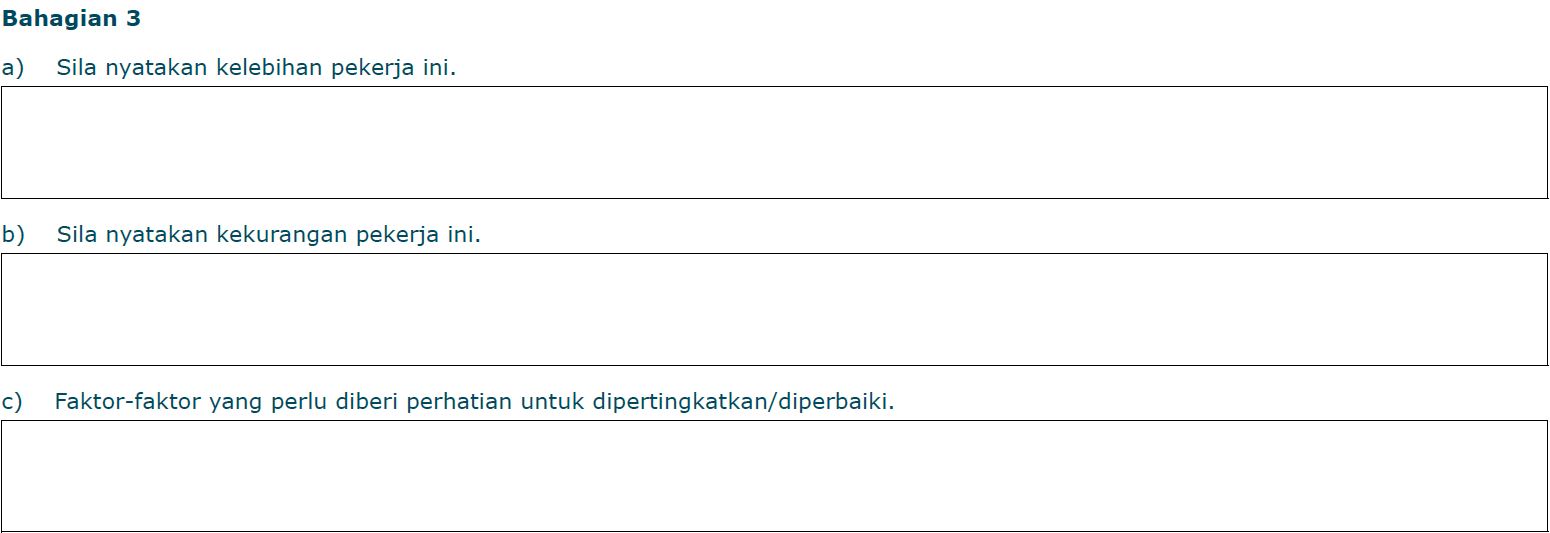 Bahagian 3
a) Sila nyatakan kelebihan pekerja ini.
b) Sila nyatakan kekurangan pekerja ini.
c) Faktor-faktor yang perlu diberi perhatian untuk dipertingkatkan/diperbaiki.